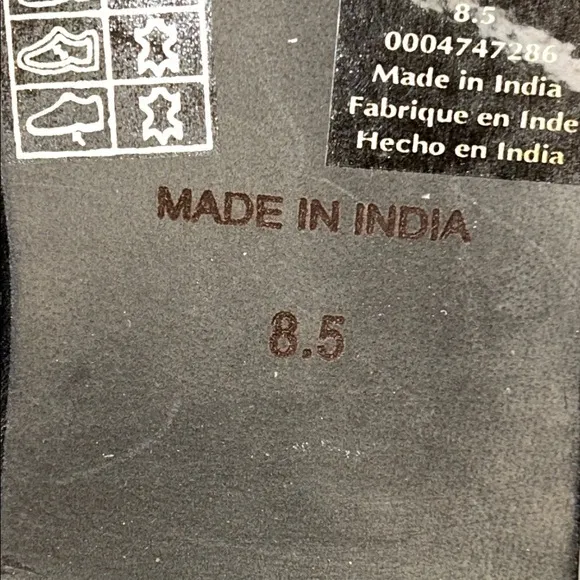 8.5
0004747286
Made in India
Fabrique en Inde
Hecho en India
MADE IN INDIA
8.5